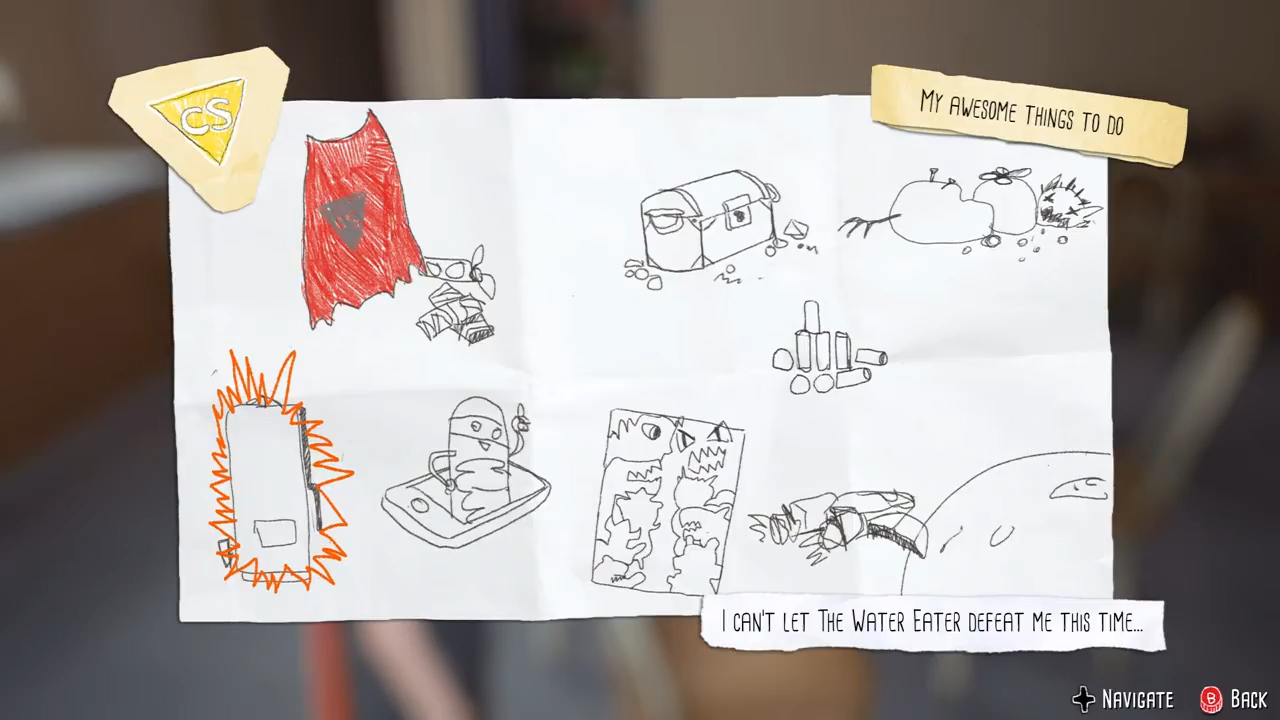 CS
My awesome things to do
I can't let The Water Eater defeat me this time...
Navigate
B Back